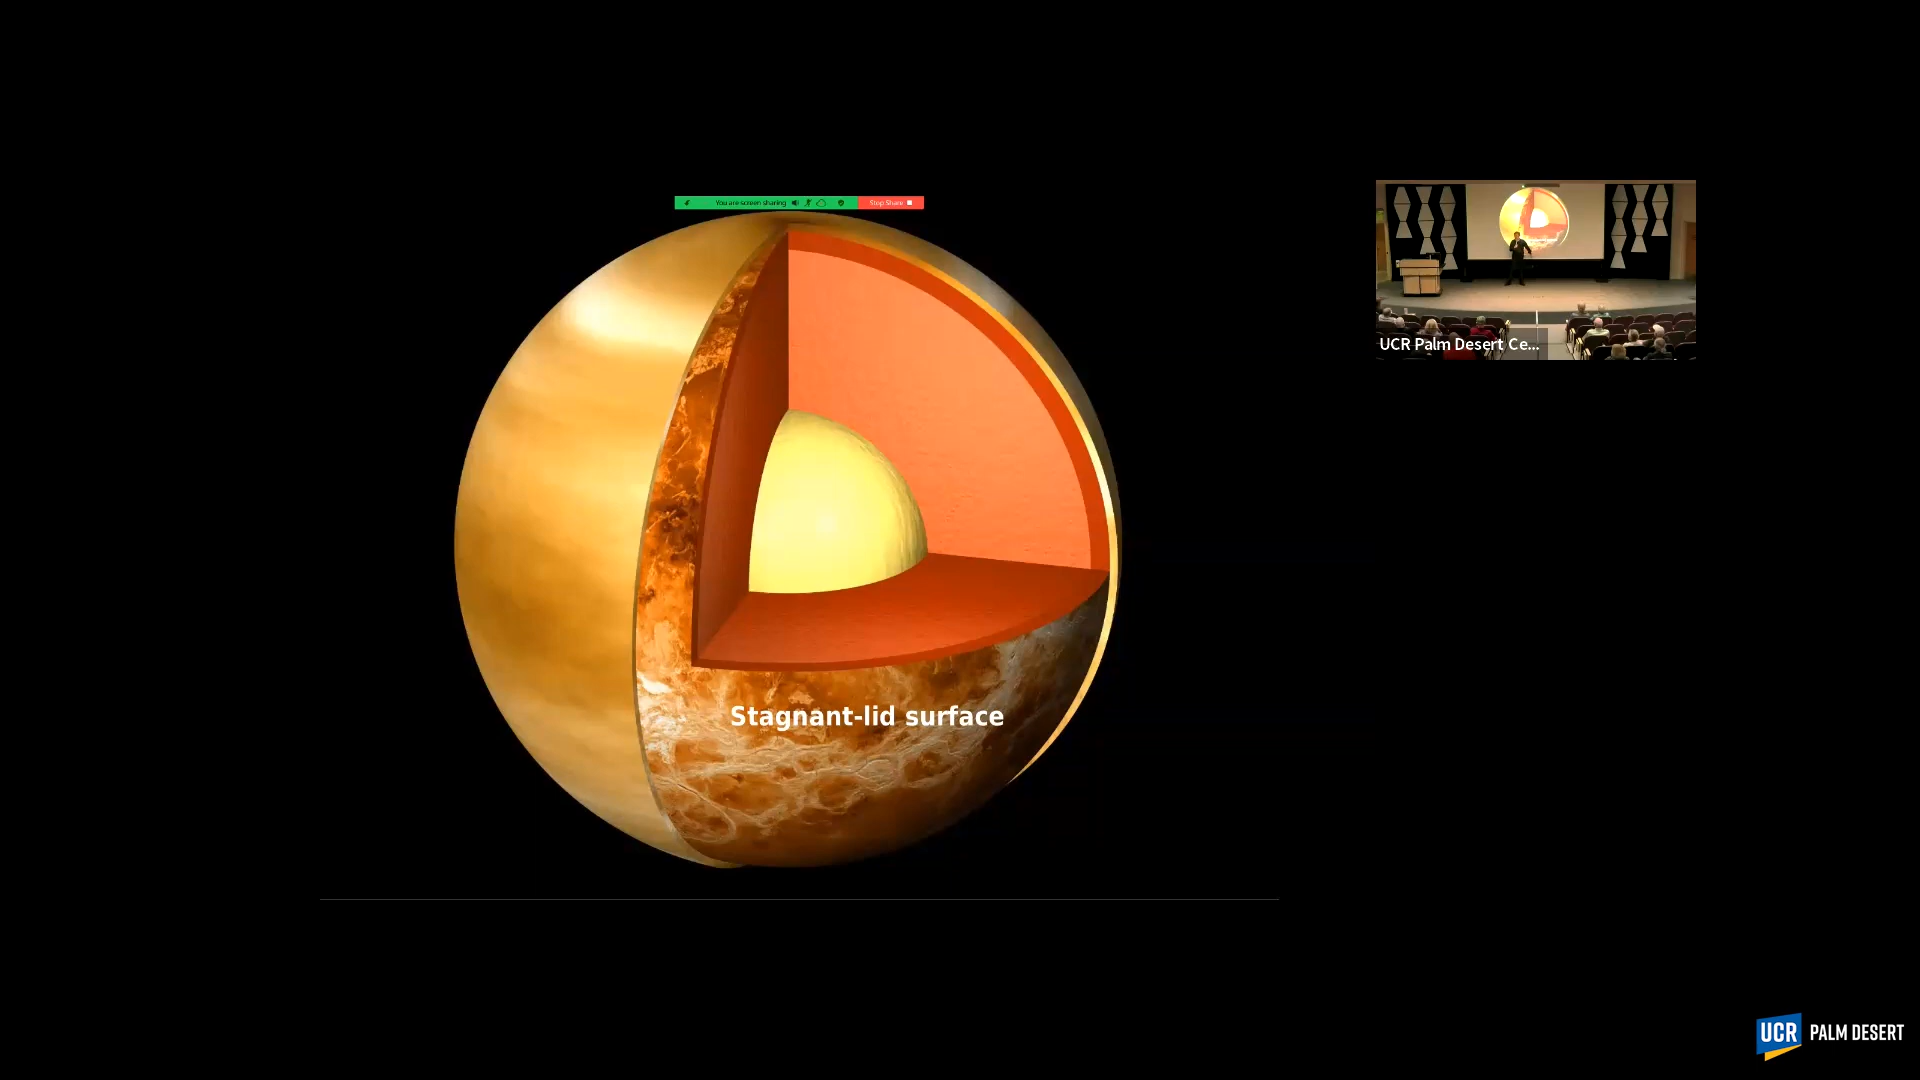 You are screen sharing
Stop Share
Stagnant-lid surface
UCR Palm Desert Ce...
UCR PALM DESERT